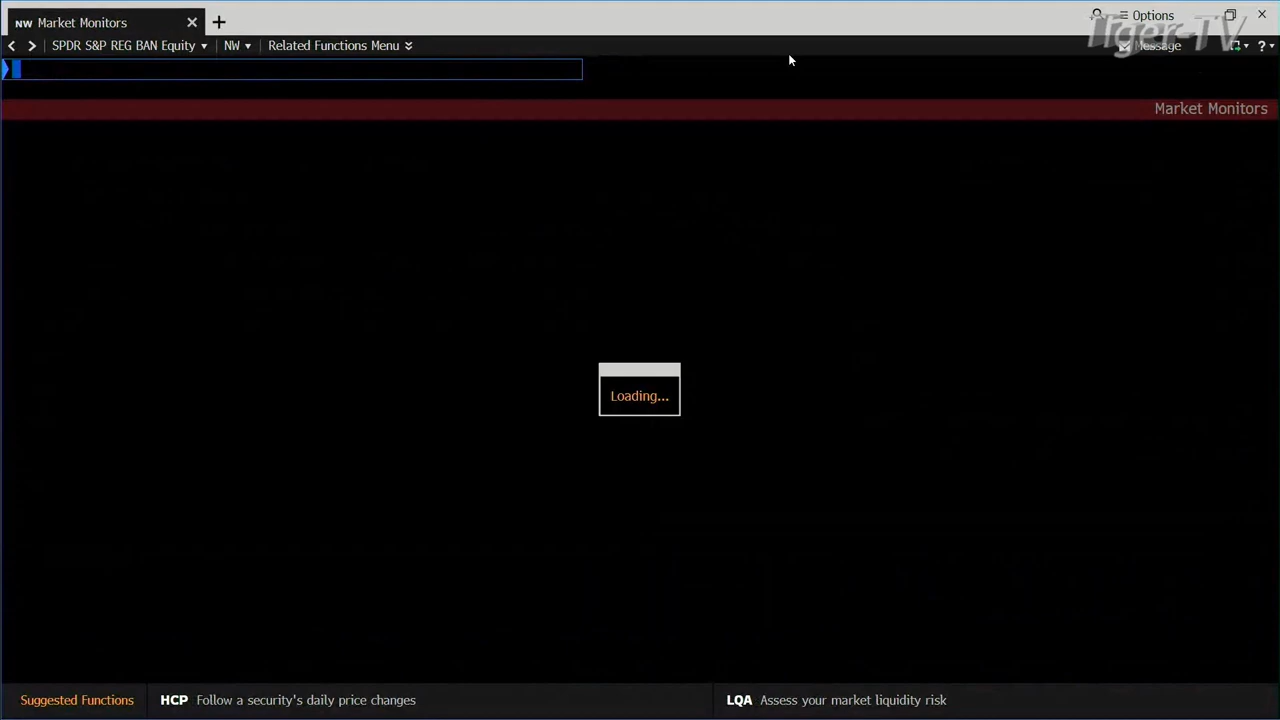 NW Market Monitors
Options
SPDR S&P REG BAN Equity NW Related Functions Menu Message ?
Tiger-TV
Market Monitors
Loading...
Suggested Functions HCP Follow a security's daily price changes LQA Assess your market liquidity risk